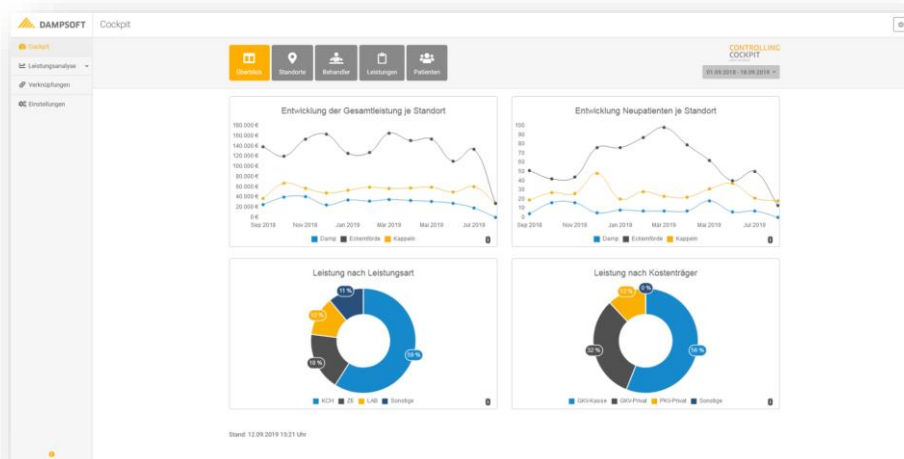 DAMPSOFT
Cockpit
Cockpit
Leistungsanalyse
Verknüpfungen
Einstellungen
Überblick
Standorte
Behandler
Leistungen
Patienten
CONTROLLING
COCKPIT
01.09.2018 - 18.09.2019
Entwicklung der Gesamtleistung je Standort
180.000 €
160.000 €
140.000 €
120.000 €
100.000 €
80.000 €
60.000 €
40.000 €
20.000 €
0 €
Sep 2018 Nov 2018 Jan 2019 Mär 2019 Mai 2019 Jul 2019
Damp Eckernförde Kappeln
Entwicklung Neupatienten je Standort
100
90
80
70
60
50
40
30
20
10
0
Sep 2018 Nov 2018 Jan 2019 Mär 2019 Mai 2019 Jul 2019
Damp Eckernförde Kappeln
Leistung nach Leistungsart
11 %
12 %
18 %
59 %
KCH ZE LAB Sonstige
Leistung nach Kostenträger
12 %
0 %
32 %
56 %
GKV-Kasse GKV-Privat PKV-Privat Sonstige
Stand: 12.09.2019 15:21 Uhr